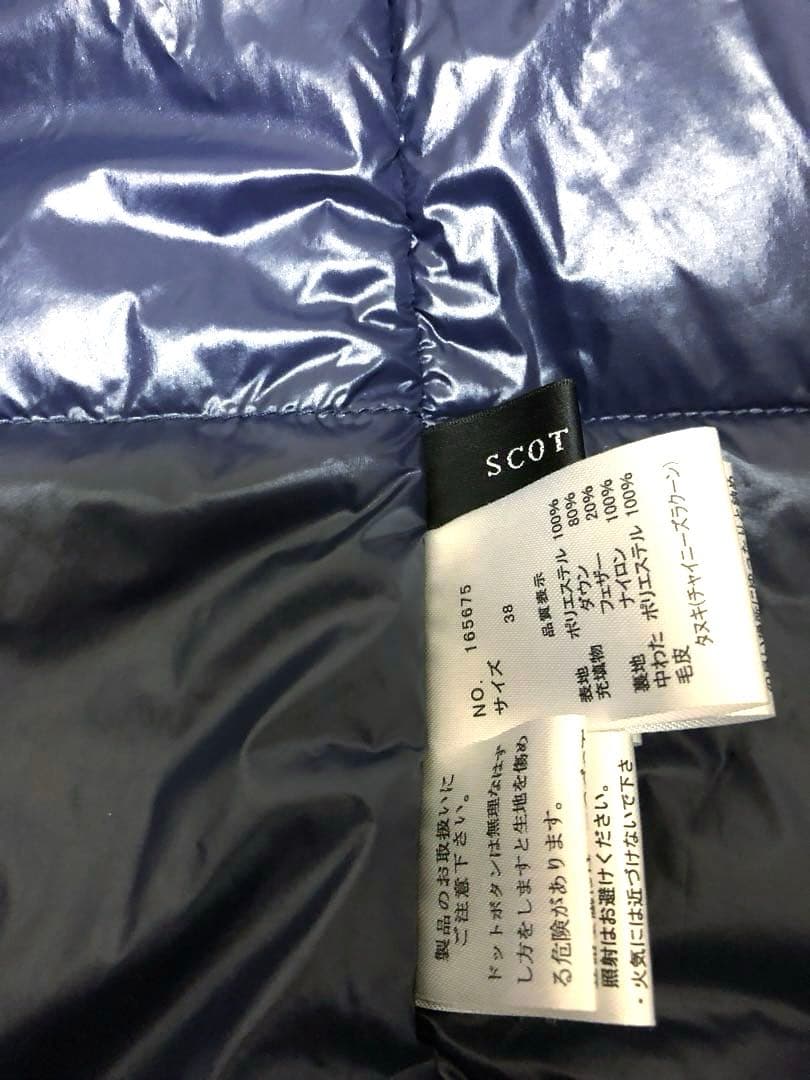 SCOT
NO. 165675
サイズ 38
品質表示
表地 ポリエステル 100%
充填物 ダウン 80%
フェザー 20%
裏地 ナイロン 100%
中わた ポリエステル 100%
毛皮
タヌキ(チャイニーズラクーン)
製品のお取扱いに
ご注意下さい。
ドットボタンは無理なはず
し方をしますと生地を傷め
る危険があります。
照射はお避けください。
・火気には近づけないで下さ